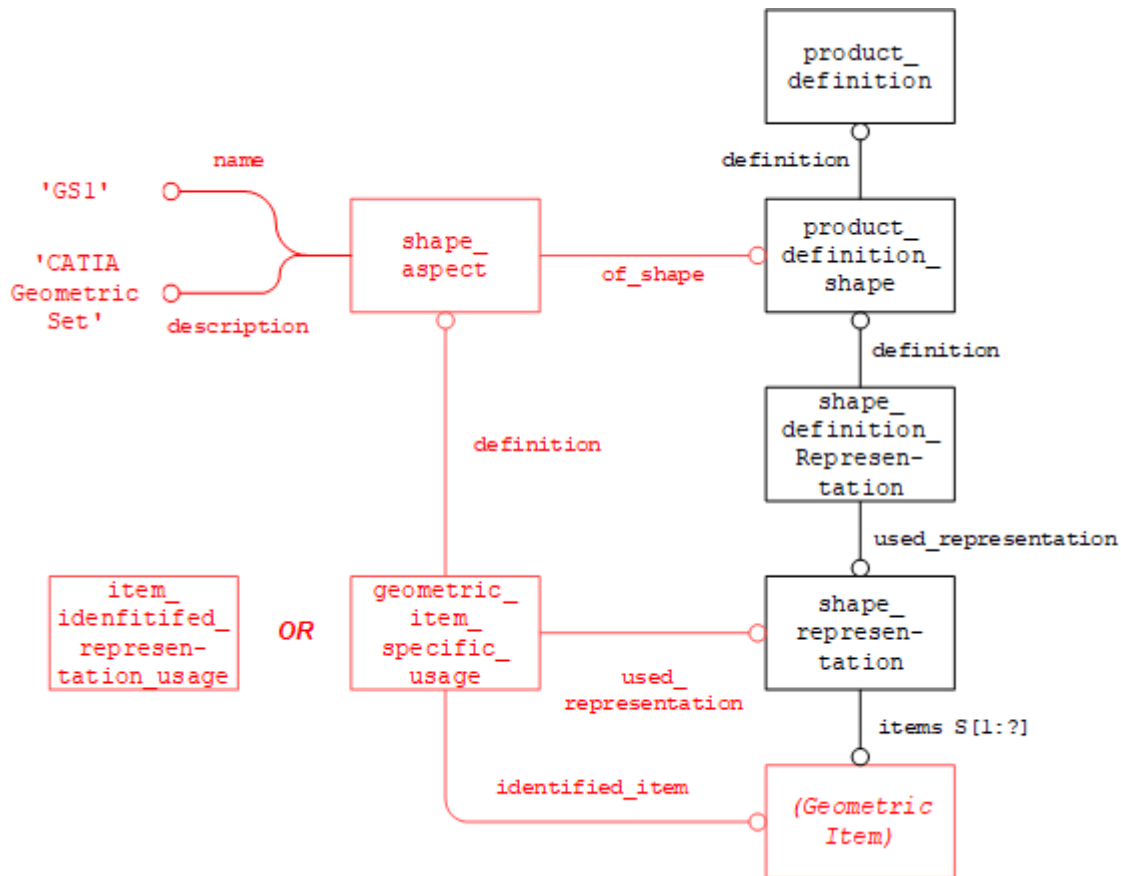 product_
definition
definition
name
'GS1'
shape_
aspect
of_shape
product_
definition_
shape
'CATIA
Geometric
Set'
description
definition
shape_
definition_
Represen-
tation
definition
used_representation
item_
idenfitifed_
represen-
tation_usage
OR
geometric_
item_
specific_
usage
used_
representation
shape_
represen-
tation
items S[1:?]
identified_item
(Geometric
Item)